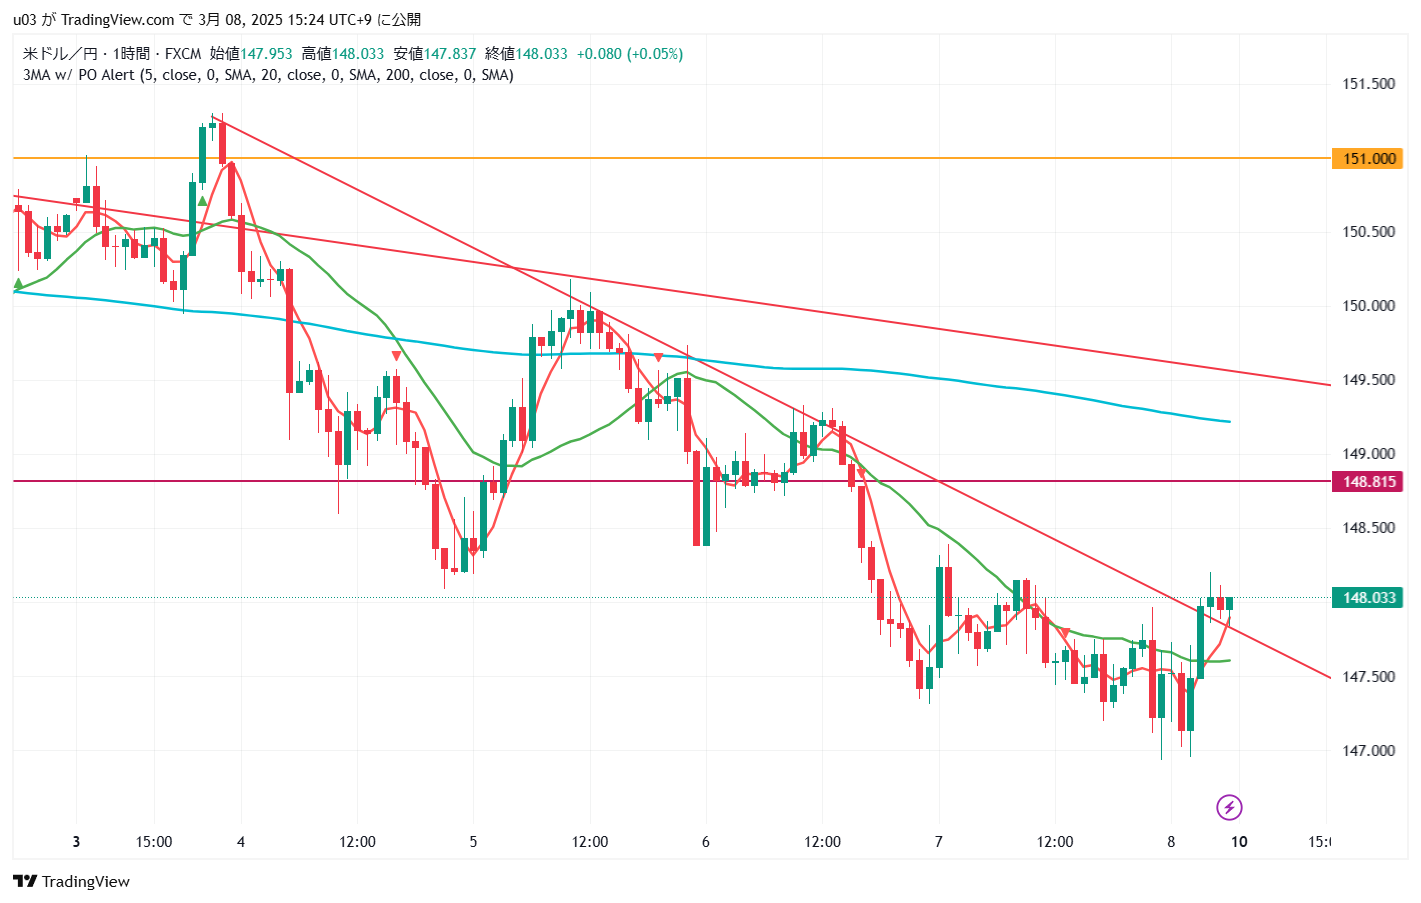 u03 が TradingView.com で 3月 08, 2025 15:24 UTC+9 に公開
米ドル／円・1時間・FXCM 始値147.953 高値148.033 安値147.837 終値148.033 +0.080 (+0.05%)
3MA w/ PO Alert (5, close, 0, SMA, 20, close, 0, SMA, 200, close, 0, SMA)
151.500
151.000
150.500
150.000
149.500
149.000
148.815
148.500
148.033
147.500
147.000
3 15:00 4 12:00 5 12:00 6 12:00 7 12:00 8 10 15:0
TradingView